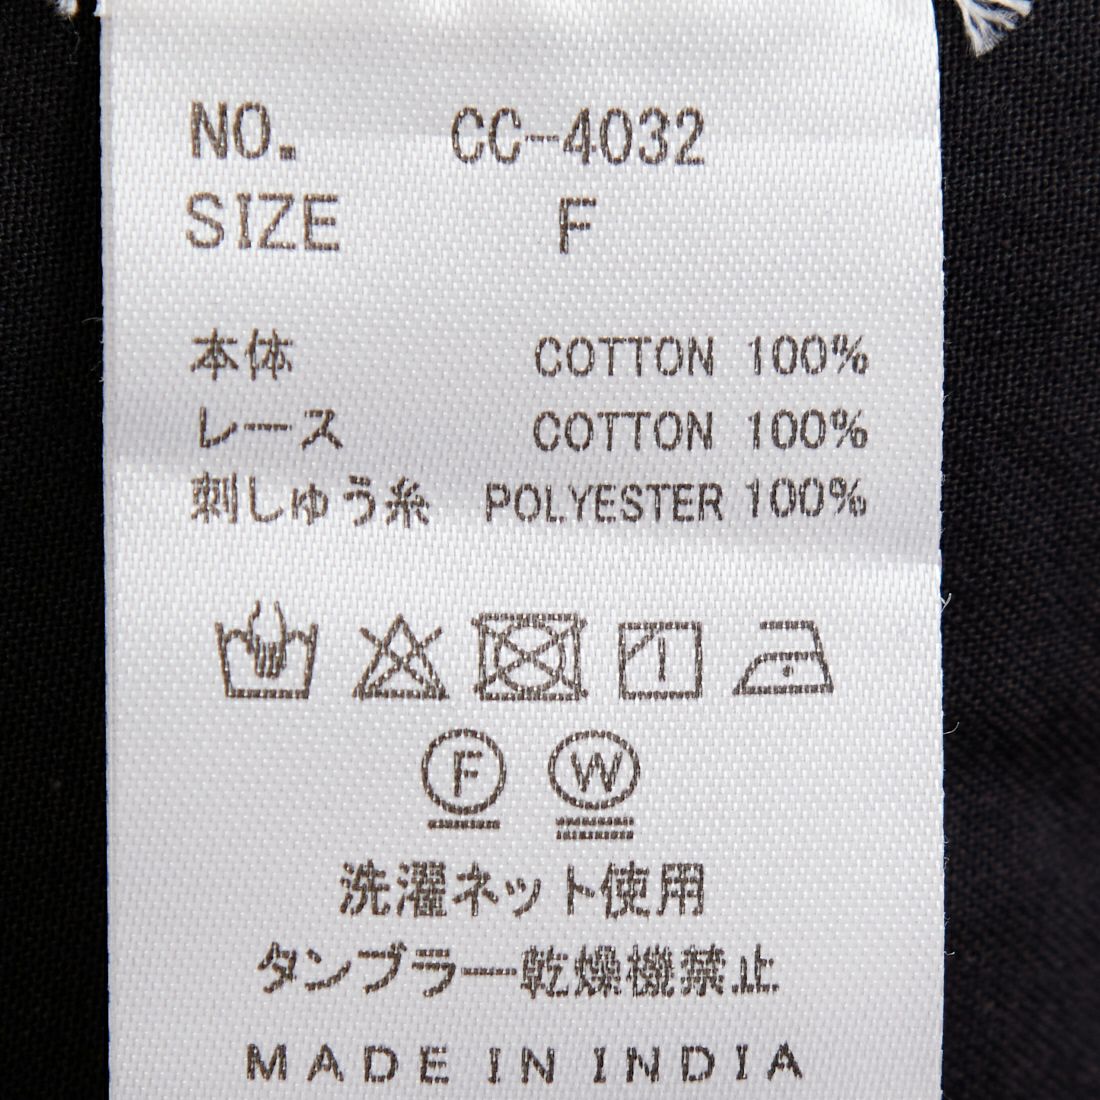 NO. CC-4032
SIZE F
本体 COTTON 100%
レース COTTON 100%
刺しゅう糸 POLYESTER 100%
F W
洗濯ネット使用
タンブラー乾燥機禁止
MADE IN INDIA